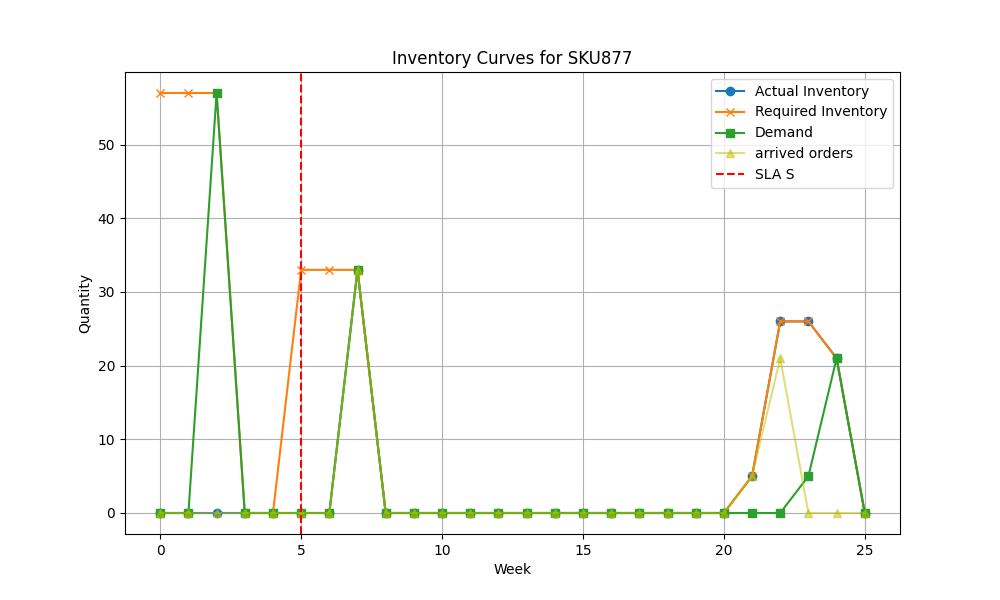 Inventory Curves for SKU877
Actual Inventory
Required Inventory
Demand
arrived orders
SLA S
Quantity
50
40
30
20
10
0
0 5 10 15 20 25
Week